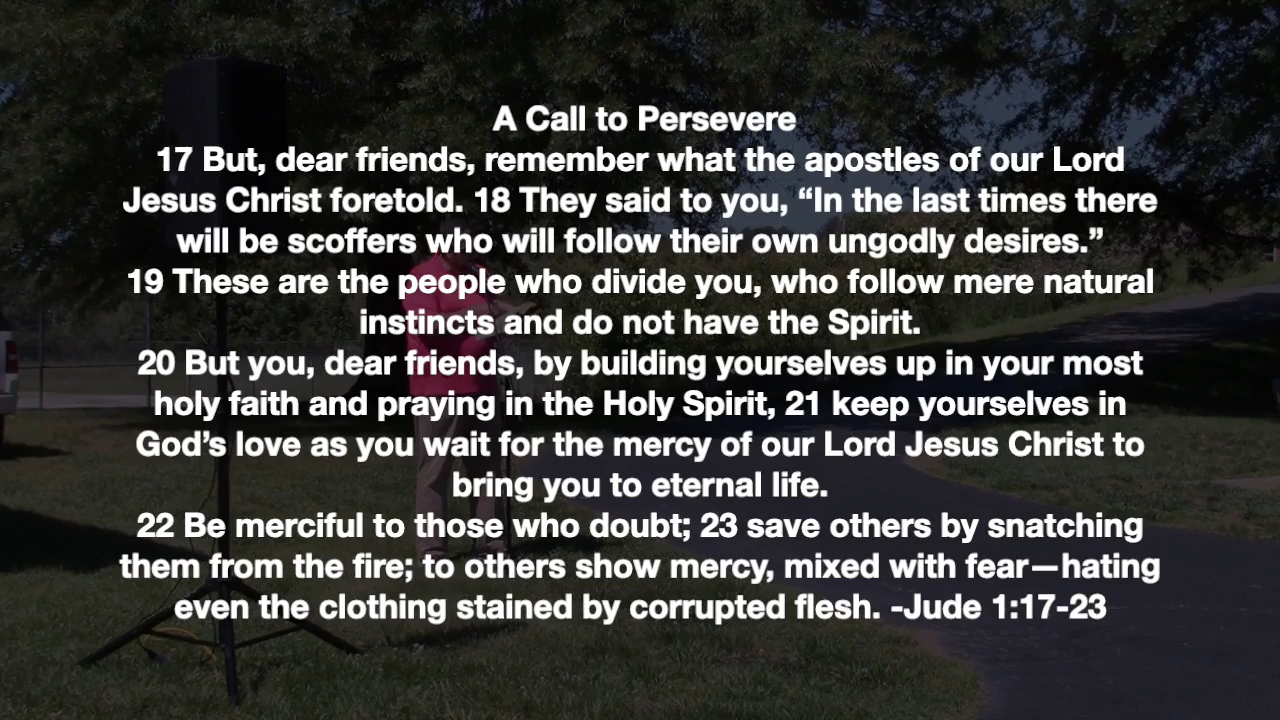 A Call to Persevere
17 But, dear friends, remember what the apostles of our Lord
Jesus Christ foretold. 18 They said to you, “In the last times there
will be scoffers who will follow their own ungodly desires.”
19 These are the people who divide you, who follow mere natural
instincts and do not have the Spirit.
20 But you, dear friends, by building yourselves up in your most
holy faith and praying in the Holy Spirit, 21 keep yourselves in
God’s love as you wait for the mercy of our Lord Jesus Christ to
bring you to eternal life.
22 Be merciful to those who doubt; 23 save others by snatching
them from the fire; to others show mercy, mixed with fear—hating
even the clothing stained by corrupted flesh. -Jude 1:17-23